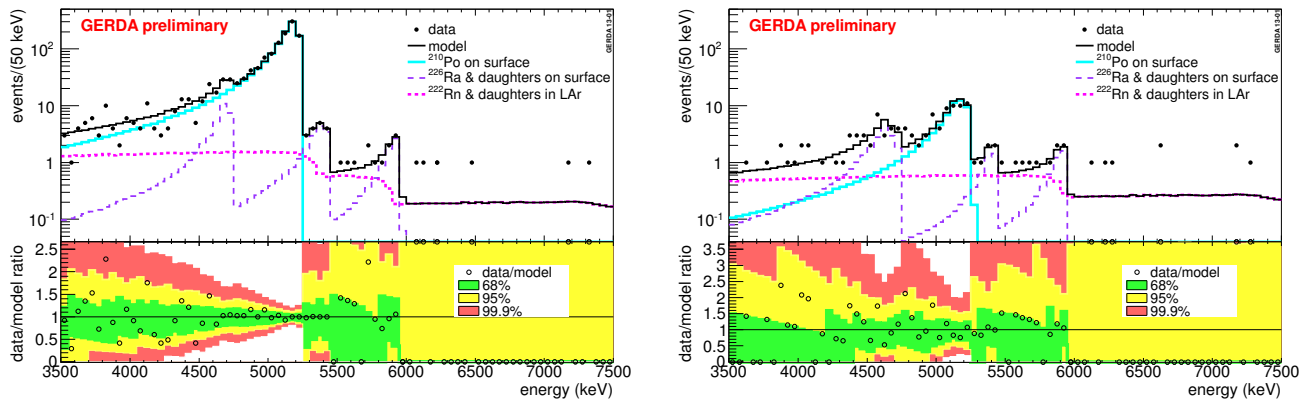 GERDA preliminary
GERDA 13-01
events/(50 keV)
10²
10
1
10⁻¹
data
model
²¹⁰Po on surface
²²⁶Ra & daughters on surface
²²²Rn & daughters in LAr
data/model ratio
2.5
2
1.5
1
0.5
0
data/model
68%
95%
99.9%
3500 4000 4500 5000 5500 6000 6500 7000 7500
energy (keV)
GERDA preliminary
GERDA 13-01
events/(50 keV)
10²
10
1
10⁻¹
data
model
²¹⁰Po on surface
²²⁶Ra & daughters on surface
²²²Rn & daughters in LAr
data/model ratio
3.5
3
2.5
2
1.5
1
0.5
0
data/model
68%
95%
99.9%
3500 4000 4500 5000 5500 6000 6500 7000 7500
energy (keV)